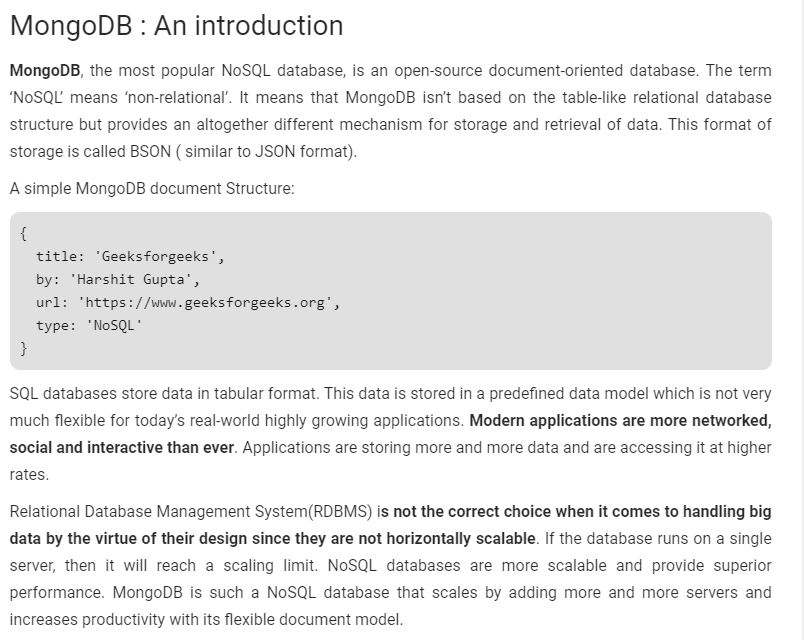 MongoDB : An introduction
MongoDB, the most popular NoSQL database, is an open-source document-oriented database. The term
‘NoSQL’ means ‘non-relational’. It means that MongoDB isn’t based on the table-like relational database
structure but provides an altogether different mechanism for storage and retrieval of data. This format of
storage is called BSON ( similar to JSON format).
A simple MongoDB document Structure:
{
  title: 'Geeksforgeeks',
  by: 'Harshit Gupta',
  url: 'https://www.geeksforgeeks.org',
  type: 'NoSQL'
}
SQL databases store data in tabular format. This data is stored in a predefined data model which is not very
much flexible for today’s real-world highly growing applications. Modern applications are more networked,
social and interactive than ever. Applications are storing more and more data and are accessing it at higher
rates.
Relational Database Management System(RDBMS) is not the correct choice when it comes to handling big
data by the virtue of their design since they are not horizontally scalable. If the database runs on a single
server, then it will reach a scaling limit. NoSQL databases are more scalable and provide superior
performance. MongoDB is such a NoSQL database that scales by adding more and more servers and
increases productivity with its flexible document model.